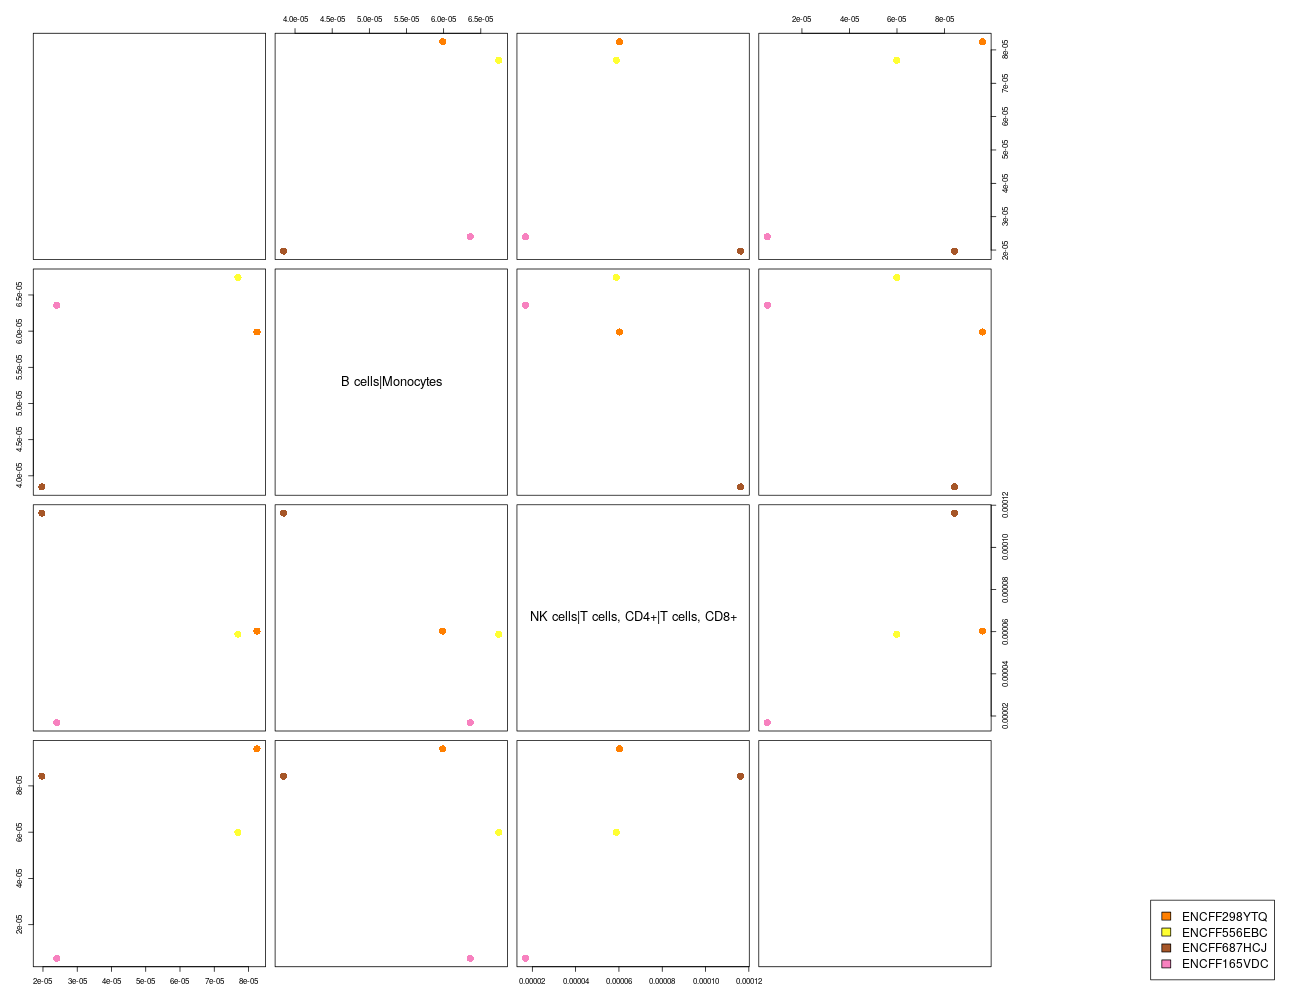 4.0e-05 4.5e-05 5.0e-05 5.5e-05 6.0e-05 6.5e-05
2e-05 4e-05 6e-05 8e-05
8e-05
7e-05
6e-05
5e-05
4e-05
3e-05
2e-05
6.5e-05
6.0e-05
5.5e-05
5.0e-05
4.5e-05
4.0e-05
B cells|Monocytes
0.00012
0.00010
0.00008
0.00006
0.00004
0.00002
NK cells|T cells, CD4+|T cells, CD8+
8e-05
6e-05
4e-05
2e-05
2e-05 3e-05 4e-05 5e-05 6e-05 7e-05 8e-05
0.00002 0.00004 0.00006 0.00008 0.00010 0.00012
ENCFF298YTQ
ENCFF556EBC
ENCFF687HCJ
ENCFF165VDC